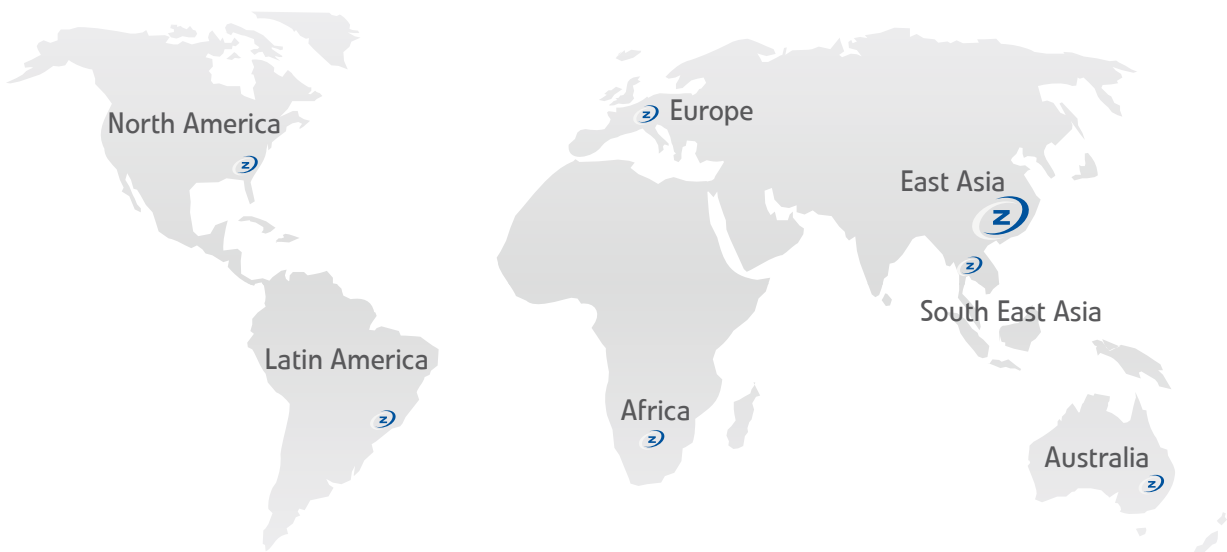 North America
z
Europe
z
East Asia
z
z
South East Asia
Latin America
z
Africa
z
Australia
z